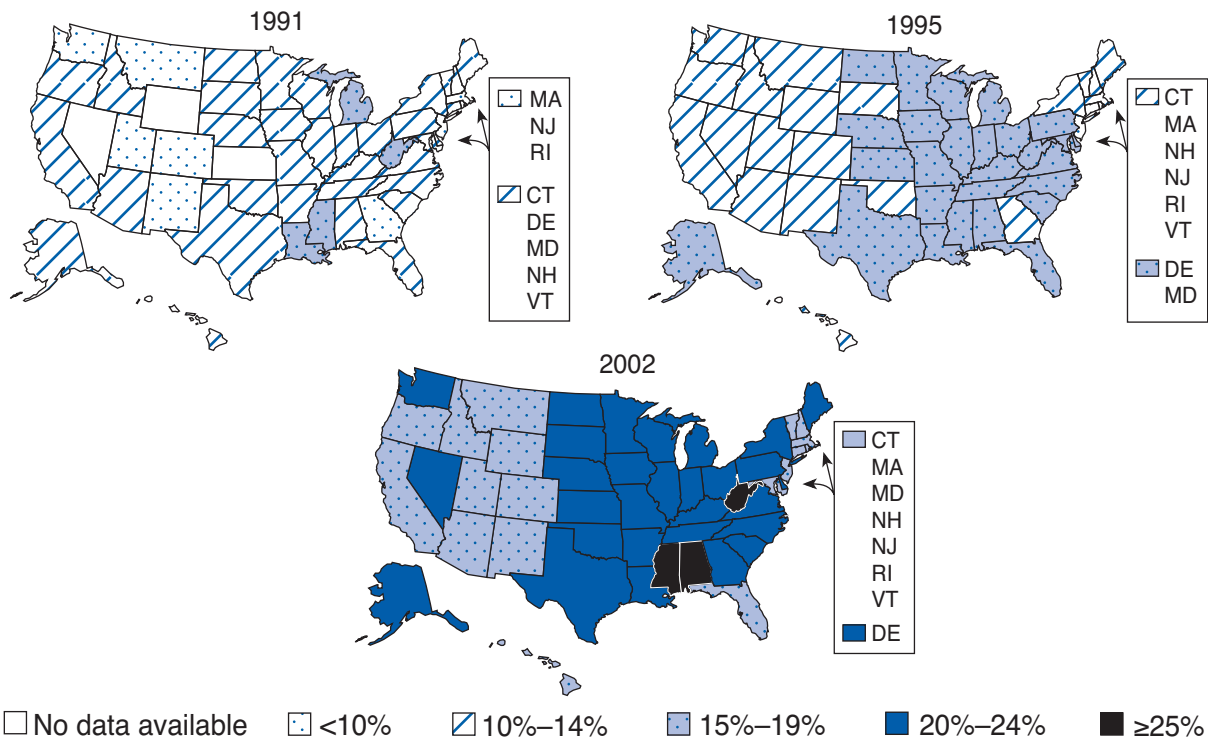 1991
MA
NJ
RI
CT
DE
MD
NH
VT
1995
CT
MA
NH
NJ
RI
VT
DE
MD
2002
CT
MA
MD
NH
NJ
RI
VT
DE
No data available <10% 10%–14% 15%–19% 20%–24% ≥25%